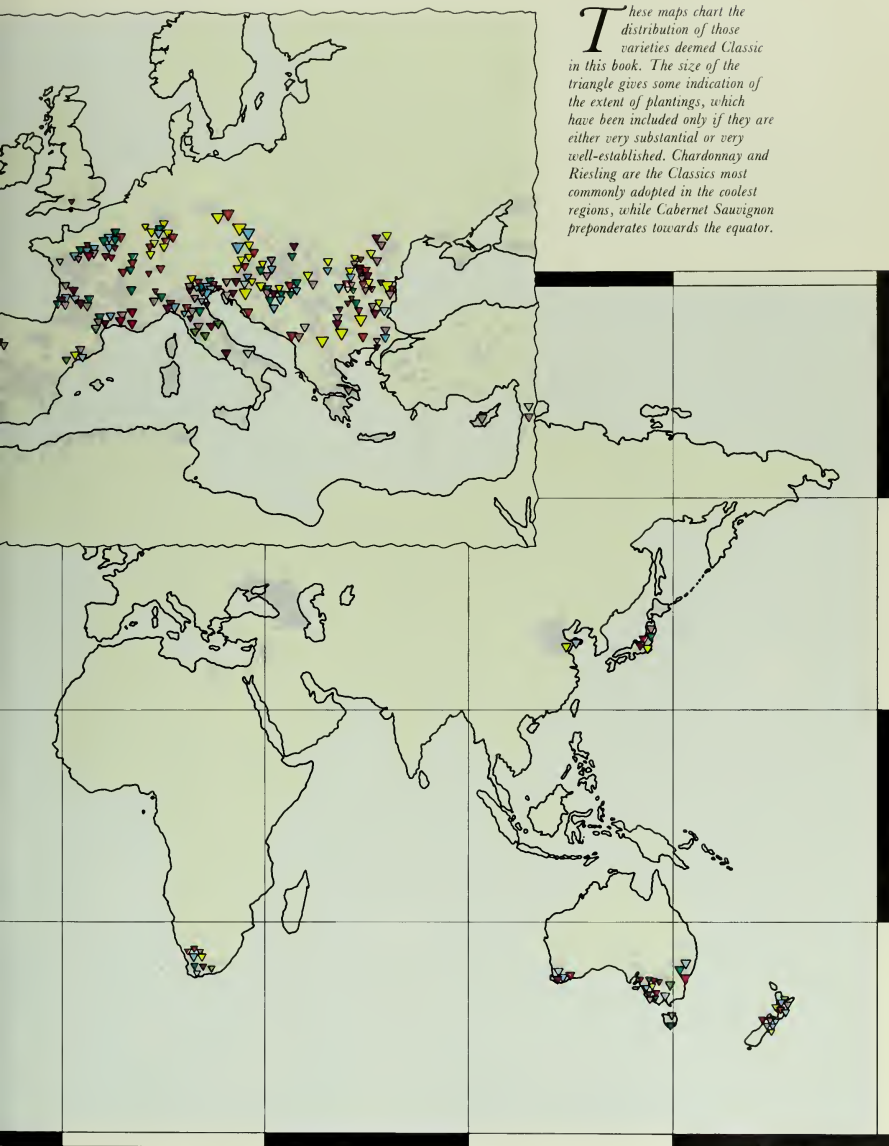 These maps chart the
distribution of those
varieties deemed Classic
in this book. The size of the
triangle gives some indication of
the extent of plantings, which
have been included only if they are
either very substantial or very
well-established. Chardonnay and
Riesling are the Classics most
commonly adopted in the coolest
regions, while Cabernet Sauvignon
preponderates towards the equator.